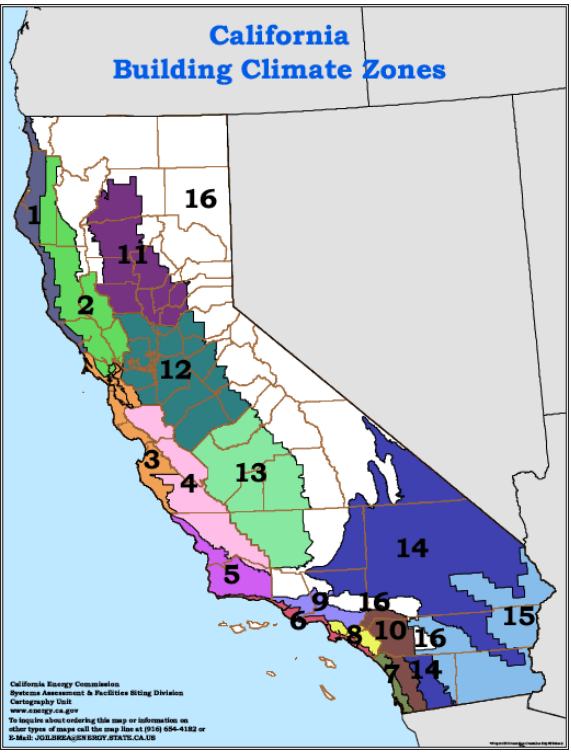 California
Building Climate Zones
16
1
11
2
12
3
13
4
14
5
9
16
6
15
8
10
16
7
14
California Energy Commission
Systems Assessment & Facilities Siting Division
Cartography Unit
www.energy.ca.gov
To inquire about ordering this map or information on
other types of maps call the map line at (916) 654-4182 or
E-Mail: JGILBREA@ENERGY.STATE.CA.US